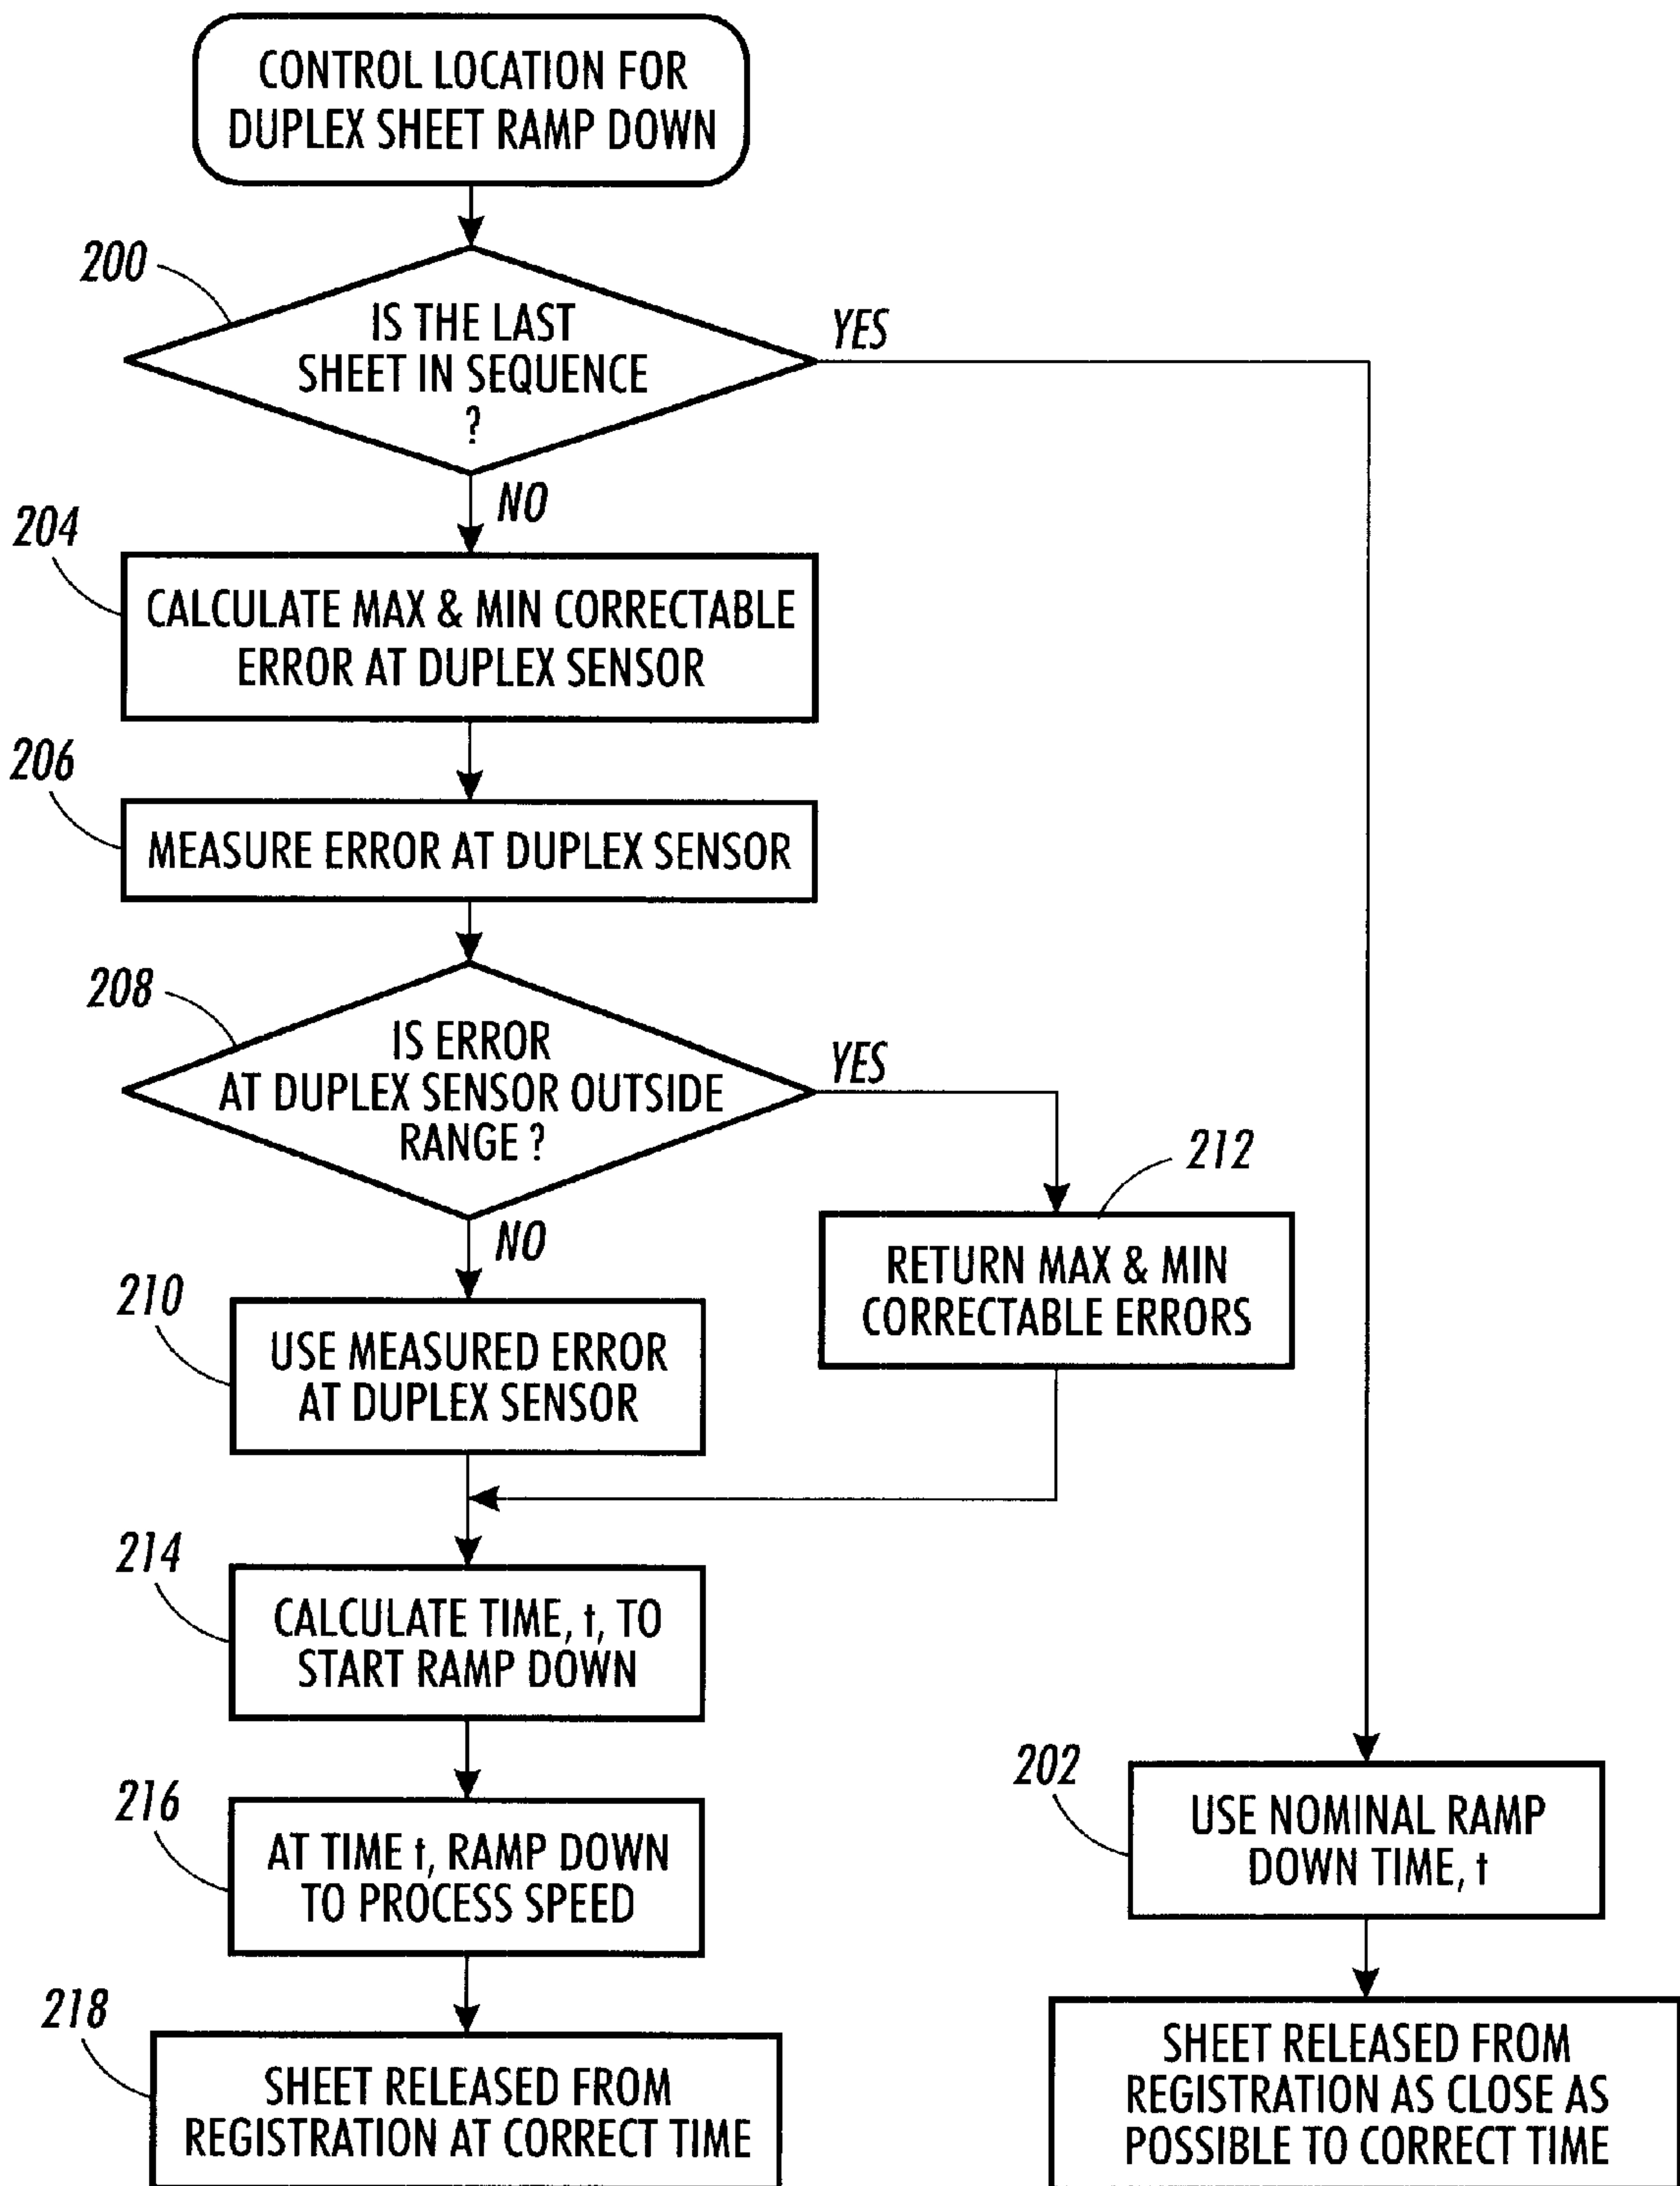 CONTROL LOCATION FOR
DUPLEX SHEET RAMP DOWN
200
IS THE LAST
SHEET IN SEQUENCE
?
YES
NO
204
CALCULATE MAX & MIN CORRECTABLE
ERROR AT DUPLEX SENSOR
206
MEASURE ERROR AT DUPLEX SENSOR
208
IS ERROR
AT DUPLEX SENSOR OUTSIDE
RANGE ?
YES
NO
212
RETURN MAX & MIN
CORRECTABLE ERRORS
210
USE MEASURED ERROR
AT DUPLEX SENSOR
214
CALCULATE TIME, t, TO
START RAMP DOWN
216
AT TIME t, RAMP DOWN
TO PROCESS SPEED
218
SHEET RELEASED FROM
REGISTRATION AT CORRECT TIME
202
USE NOMINAL RAMP
DOWN TIME, t
SHEET RELEASED FROM
REGISTRATION AS CLOSE AS
POSSIBLE TO CORRECT TIME